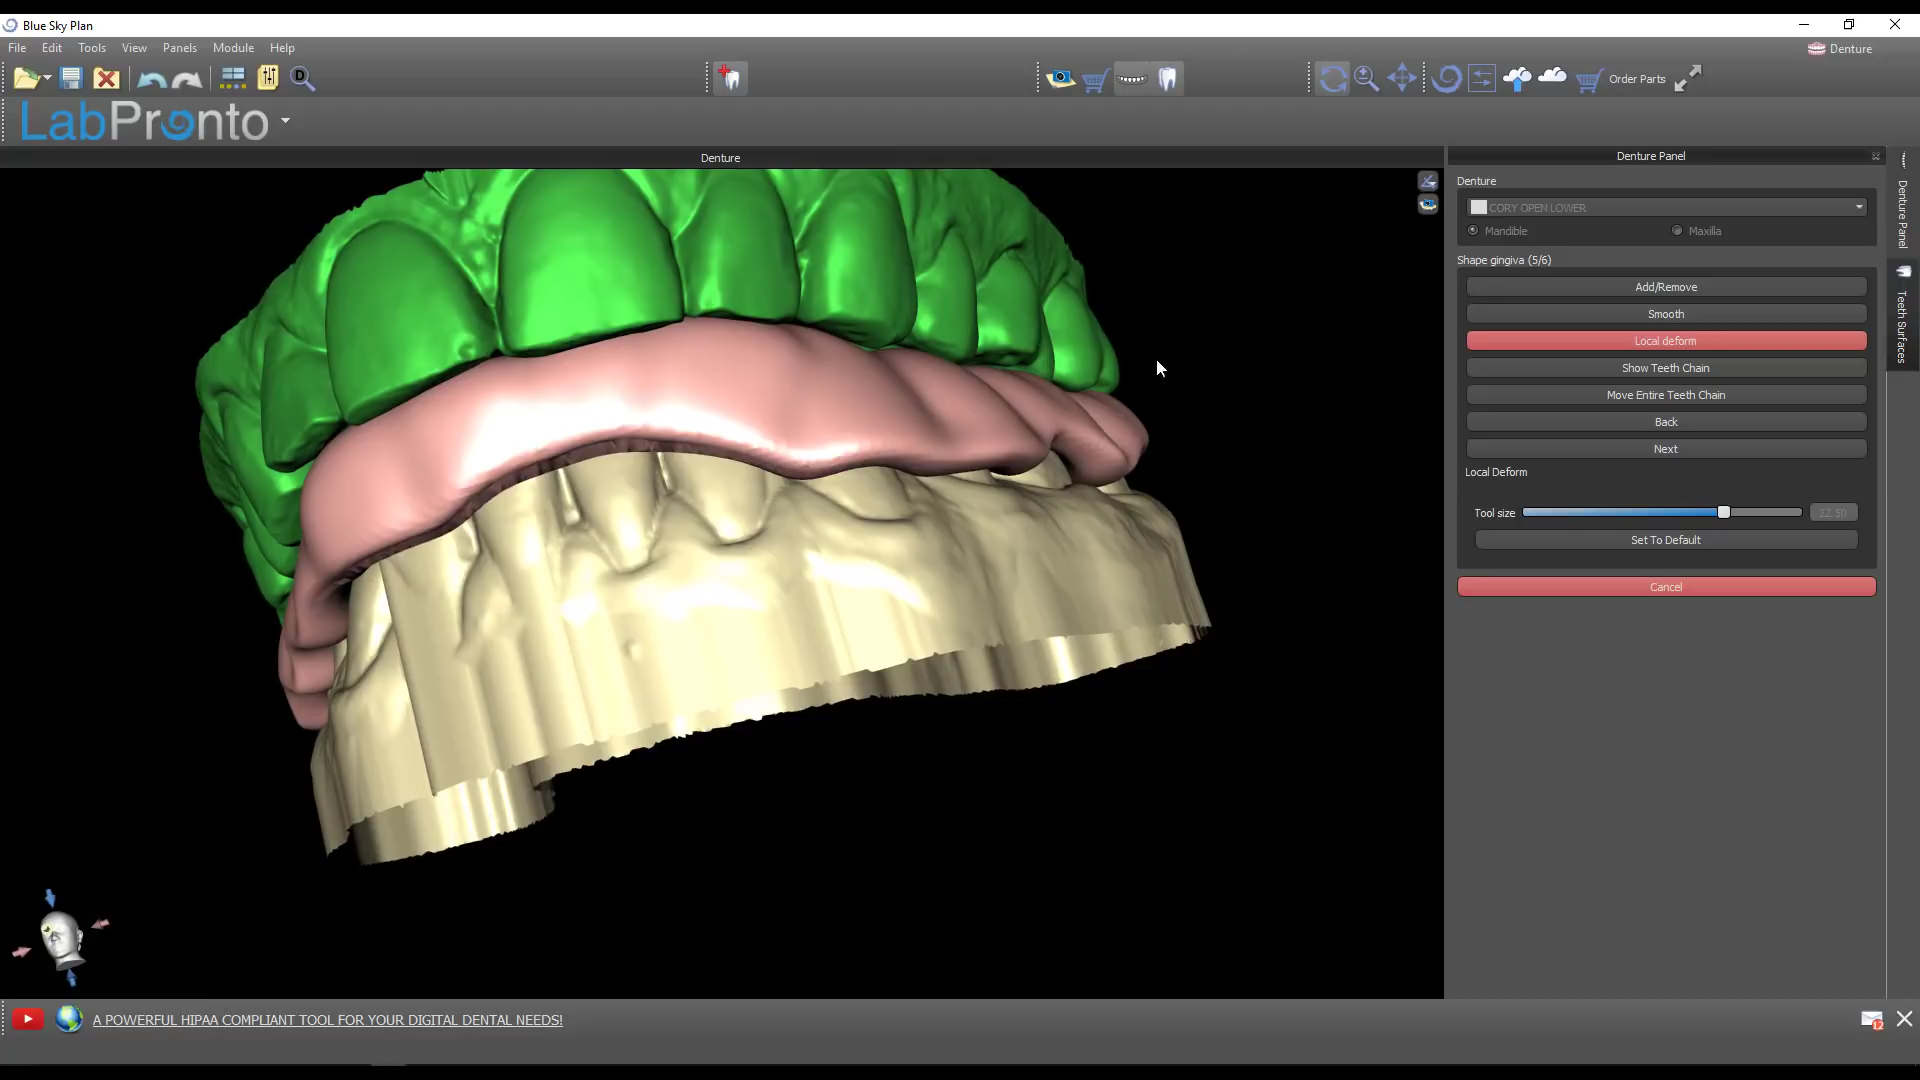 Blue Sky Plan
File Edit Tools View Panels Module Help
Denture
D
Order Parts
LabPronto
Denture
Denture Panel
Denture
CORY OPEN LOWER
Mandible Maxilla
Shape gingiva (5/6)
Add/Remove
Smooth
Local deform
Show Teeth Chain
Move Entire Teeth Chain
Back
Next
Local Deform
Tool size 22.50
Set To Default
Cancel
Denture Panel
Teeth Surfaces
A POWERFUL HIPAA COMPLIANT TOOL FOR YOUR DIGITAL DENTAL NEEDS!
12